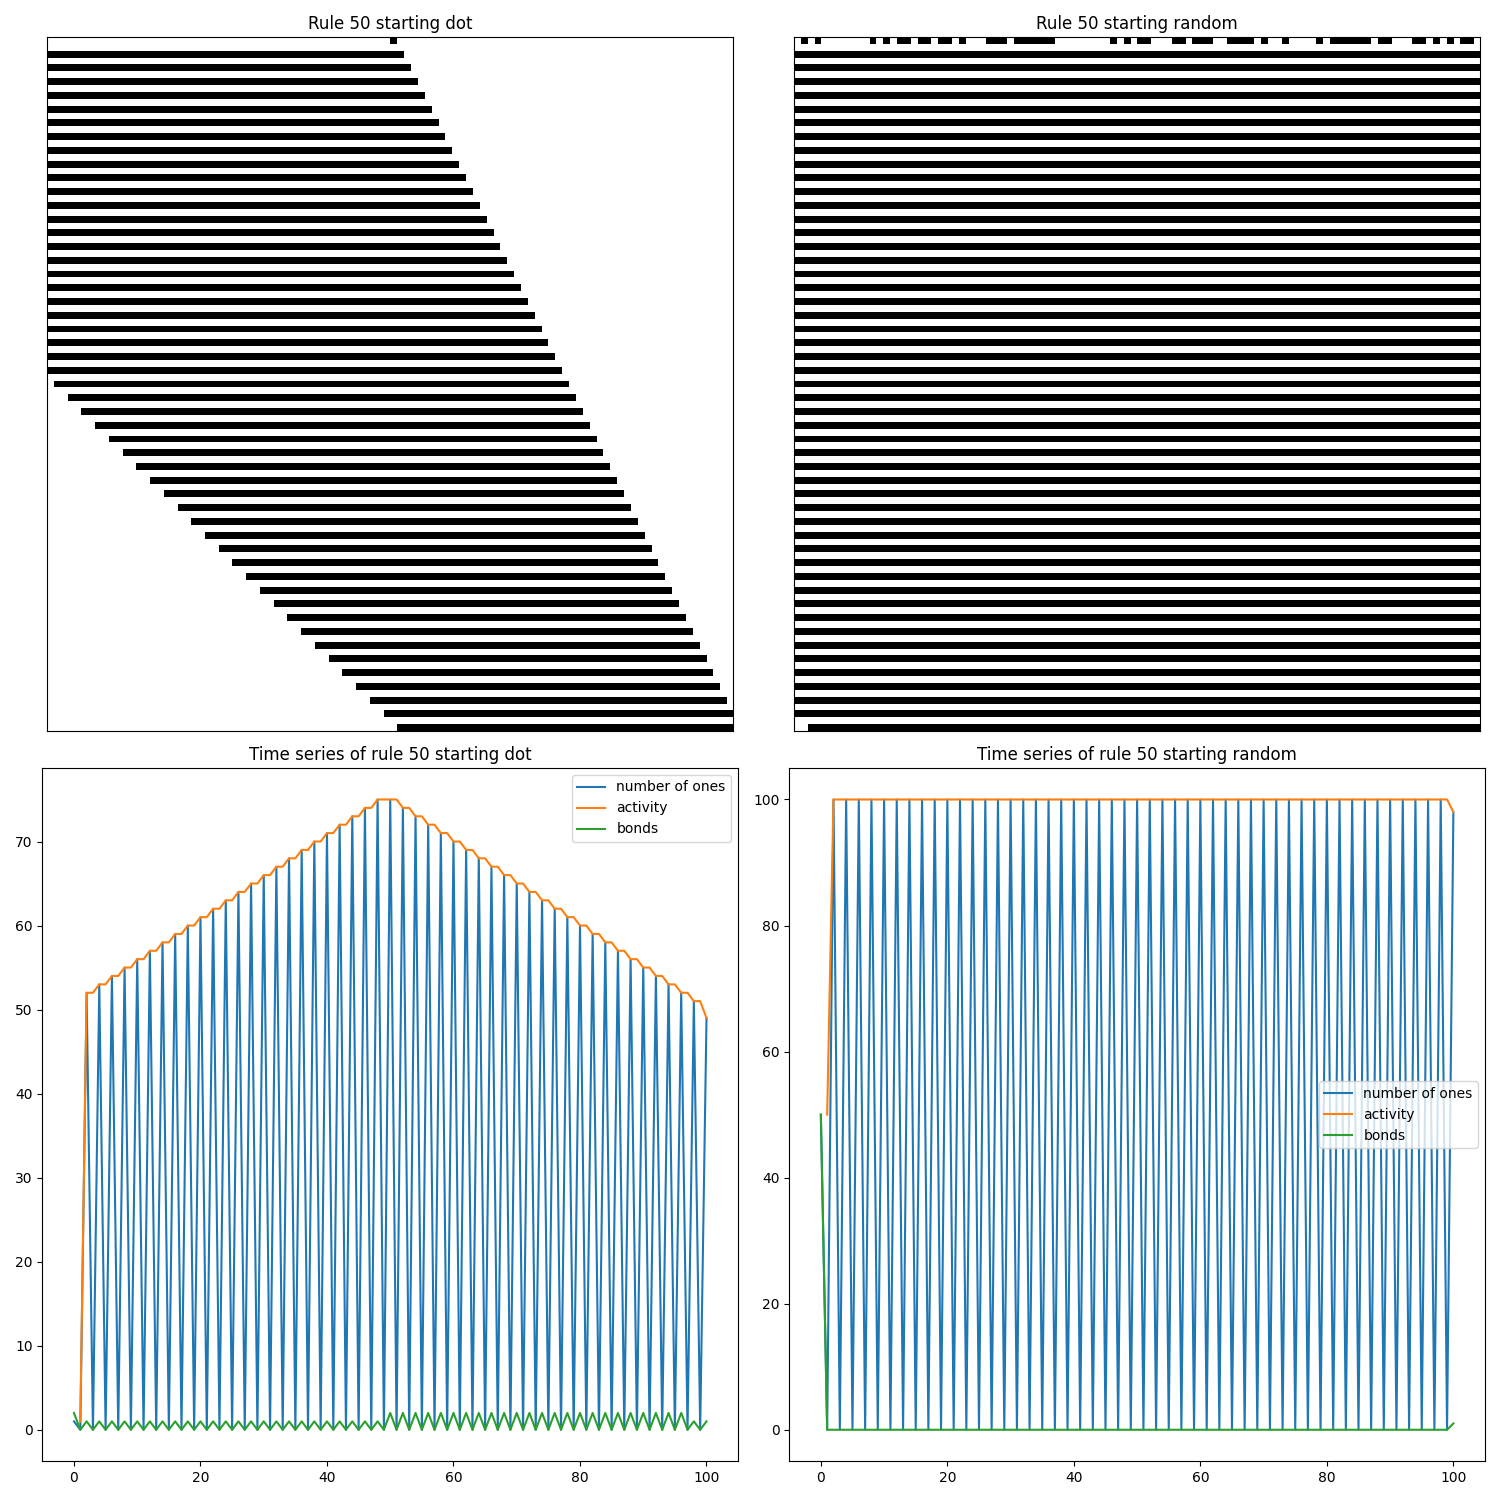 Rule 50 starting dot
Rule 50 starting random
Time series of rule 50 starting dot
number of ones
activity
bonds
70
60
50
40
30
20
10
0
0 20 40 60 80 100
Time series of rule 50 starting random
100
80
60
40
20
0
number of ones
activity
bonds
0 20 40 60 80 100